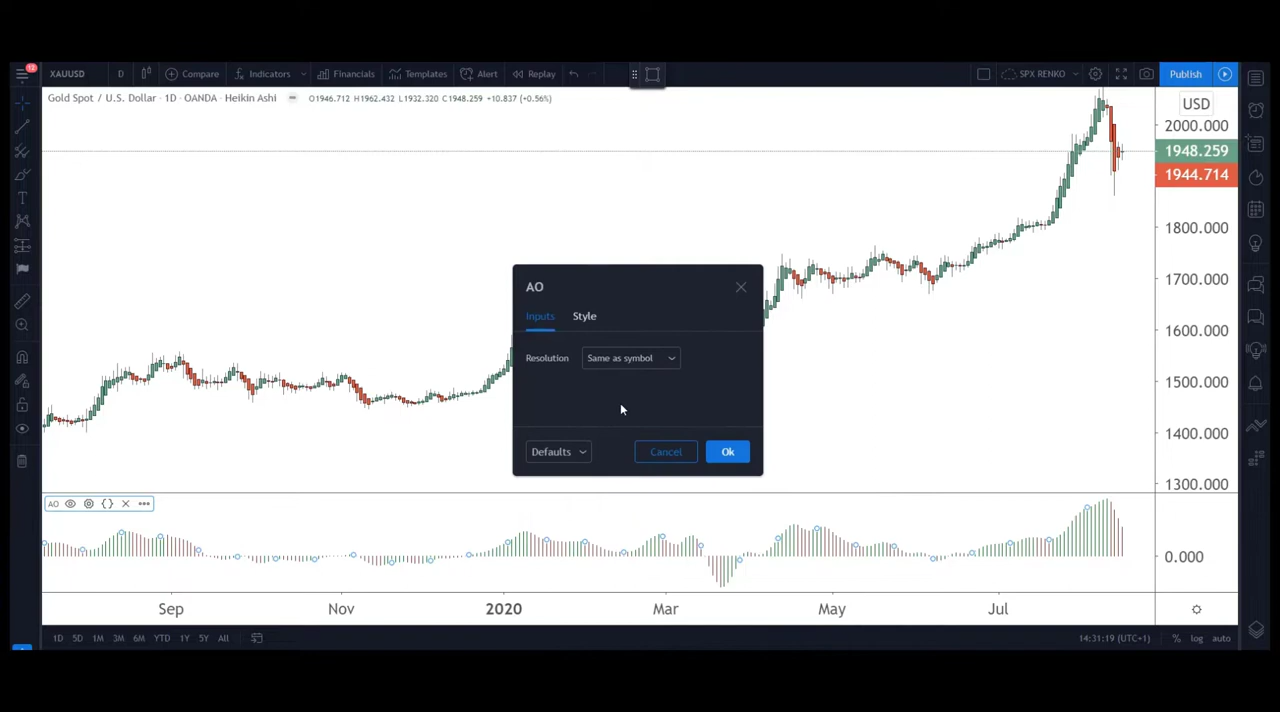 12
XAUUSD D Compare Indicators Financials Templates Alert Replay SPX RENKO Publish
Gold Spot / U.S. Dollar · 1D · OANDA · Heikin Ashi O1946.712 H1962.432 L1932.320 C1948.259 +10.837 (+0.56%)
USD
2000.000
1948.259
1944.714
1800.000
1700.000
1600.000
1500.000
1400.000
1300.000
AO
Inputs Style
Resolution Same as symbol
Defaults Cancel Ok
AO
0.000
Sep Nov 2020 Mar May Jul
1D 5D 1M 3M 6M YTD 1Y 5Y All 14:31:19 (UTC+1) % log auto